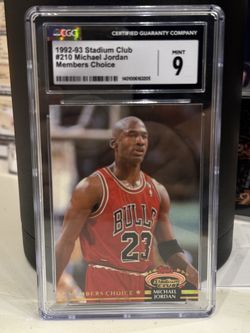 CGC
CERTIFIED GUARANTY COMPANY
1992-93 Stadium Club
#210 Michael Jordan
Members Choice
MINT
9
BULLS
23
MEMBERS CHOICE
MICHAEL
JORDAN